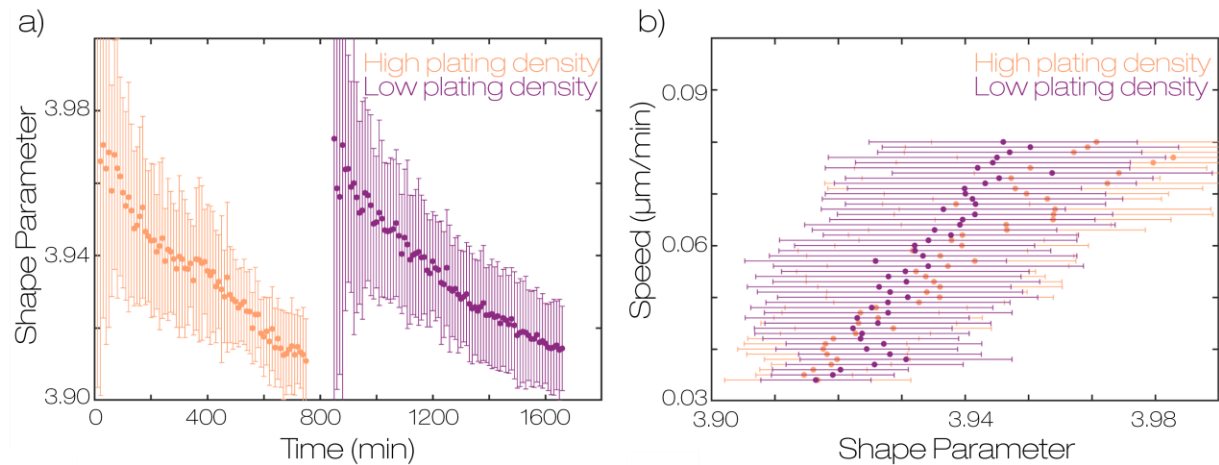 a)
High plating density
Low plating density
Shape Parameter
3.98
3.94
3.90
0 400 800 1200 1600
Time (min)
b)
High plating density
Low plating density
Speed (μm/min)
0.09
0.06
0.03
3.90 3.94 3.98
Shape Parameter